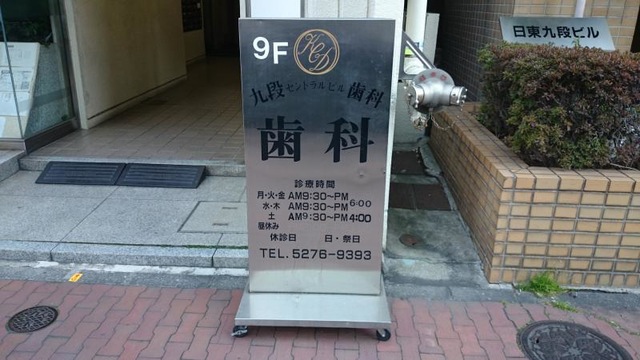 9F
KCD
九段セントラルビル歯科
歯科
診療時間
月・火・金 AM9:30～PM
水・木 AM9:30～PM6:00
土 AM9:30～PM4:00
昼休み
休診日 日・祭日
TEL.5276-9393
日東九段ビル